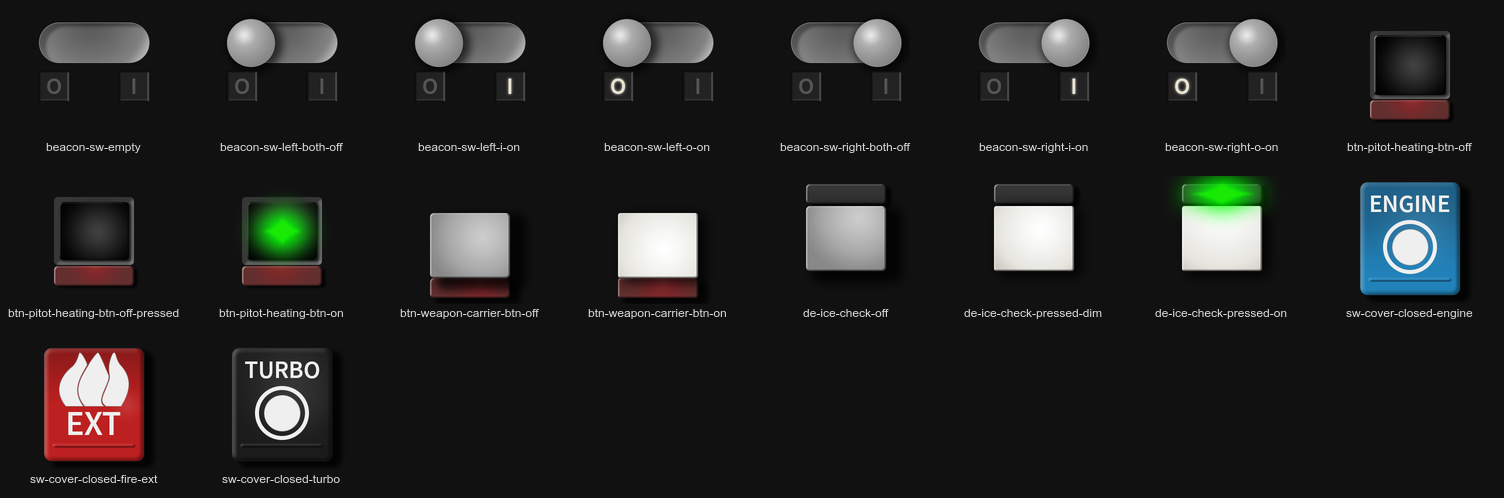 O I O I O I O I O I O I O I
beacon-sw-empty beacon-sw-left-both-off beacon-sw-left-i-on beacon-sw-left-o-on beacon-sw-right-both-off beacon-sw-right-i-on beacon-sw-right-o-on btn-pitot-heating-btn-off
ENGINE
btn-pitot-heating-btn-off-pressed btn-pitot-heating-btn-on btn-weapon-carrier-btn-off btn-weapon-carrier-btn-on de-ice-check-off de-ice-check-pressed-dim de-ice-check-pressed-on sw-cover-closed-engine
TURBO
EXT
sw-cover-closed-fire-ext sw-cover-closed-turbo